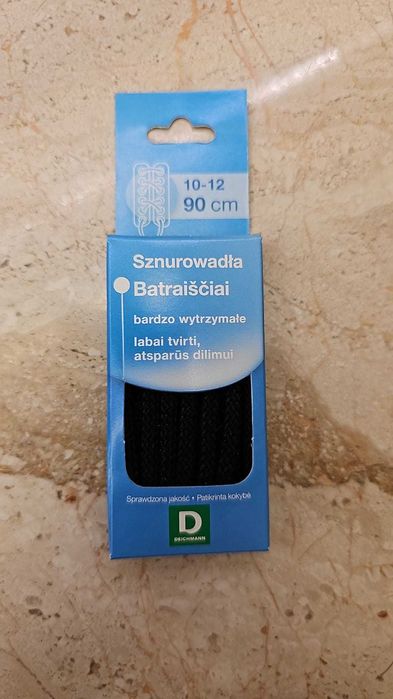 10-12
90 cm
Sznurowadła
Batraiščiai
bardzo wytrzymałe
labai tvirti,
atsparūs dilimui
Sprawdzona jakość • Patikrinta kokybė
D
DEICHMANN